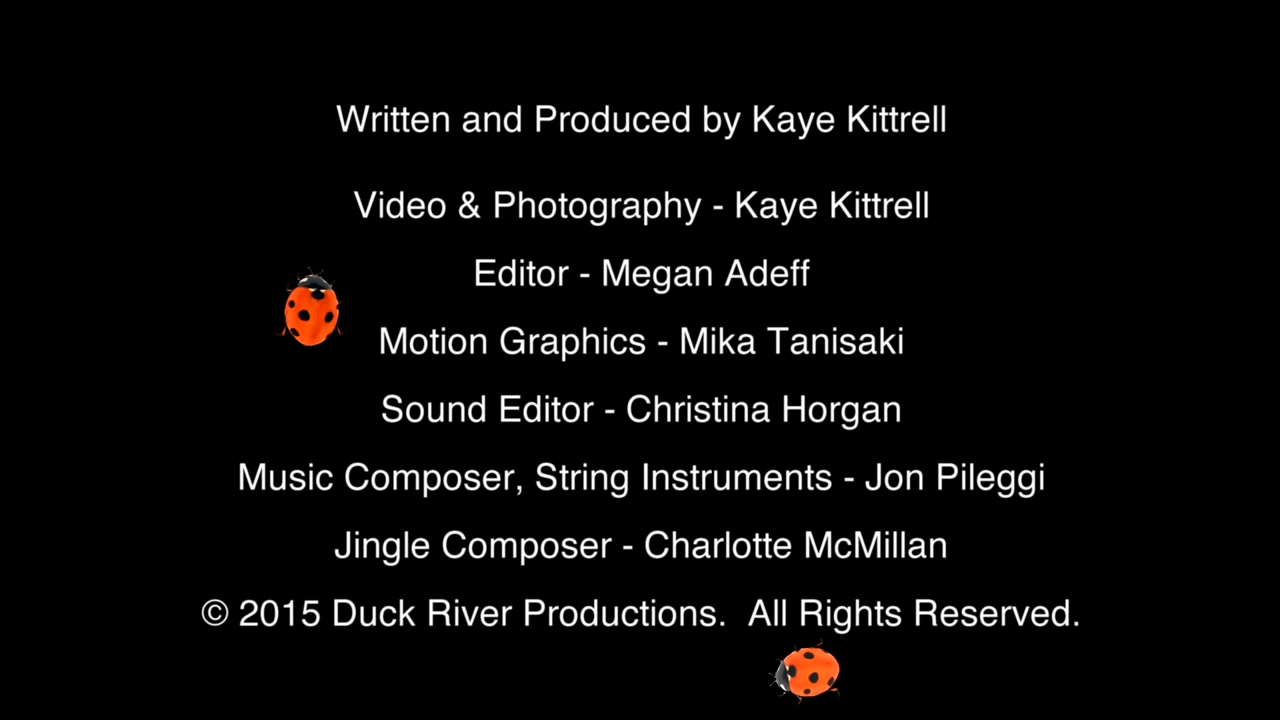 Written and Produced by Kaye Kittrell
Video & Photography - Kaye Kittrell
Editor - Megan Adeff
Motion Graphics - Mika Tanisaki
Sound Editor - Christina Horgan
Music Composer, String Instruments - Jon Pileggi
Jingle Composer - Charlotte McMillan
© 2015 Duck River Productions.  All Rights Reserved.